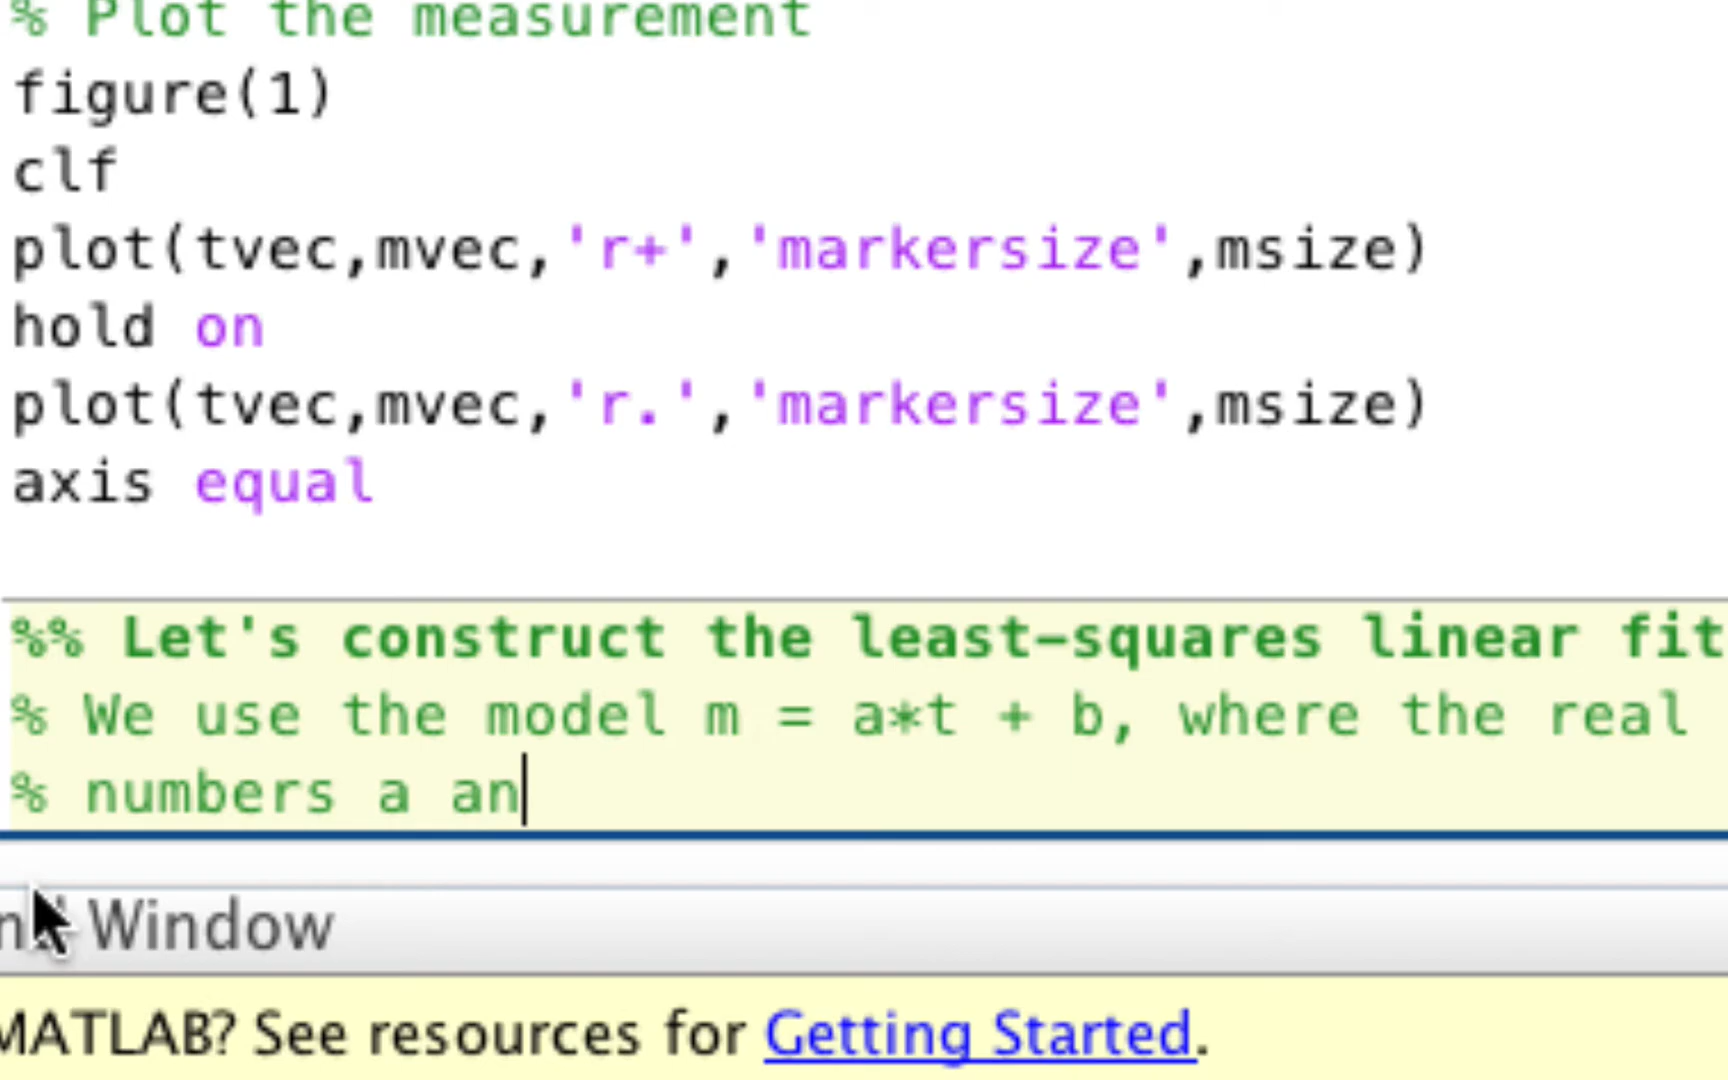 % Plot the measurement
figure(1)
clf
plot(tvec,mvec,'r+','markersize',msize)
hold on
plot(tvec,mvec,'r.','markersize',msize)
axis equal
%% Let's construct the least-squares linear fit
% We use the model m = a*t + b, where the real
% numbers a an
Window
MATLAB? See resources for Getting Started.